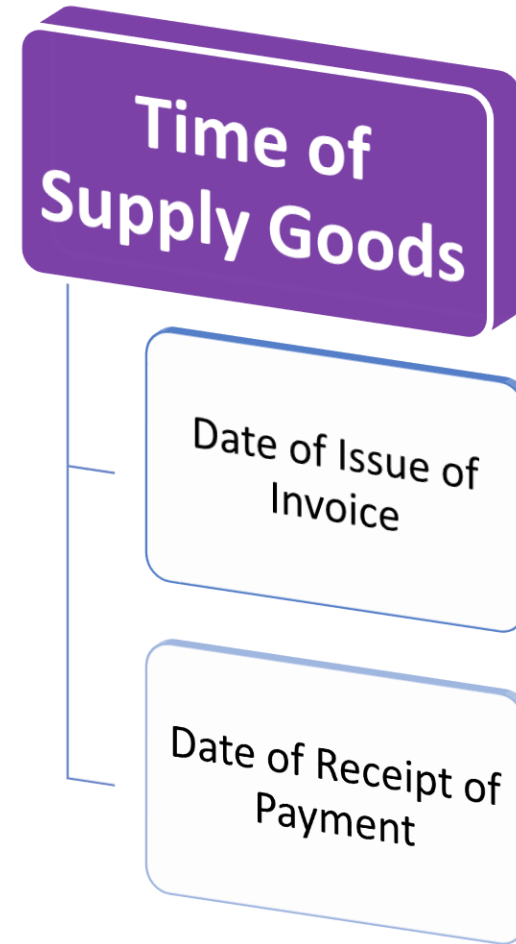 Time of
Supply Goods
Date of Issue of
Invoice
Date of Receipt of
Payment